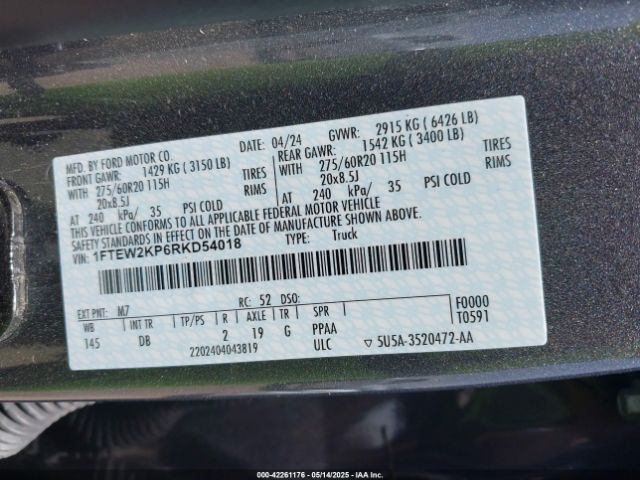 MFD. BY FORD MOTOR CO. DATE: 04/24 GVWR: 2915 KG ( 6426 LB)
FRONT GAWR: 1429 KG ( 3150 LB) REAR GAWR: 1542 KG ( 3400 LB)
WITH 275/60R20 115H TIRES WITH 275/60R20 115H TIRES
20x8.5J RIMS 20x8.5J RIMS
AT 240 kPa/ 35 PSI COLD AT 240 kPa/ 35 PSI COLD
THIS VEHICLE CONFORMS TO ALL APPLICABLE FEDERAL MOTOR VEHICLE
SAFETY STANDARDS IN EFFECT ON THE DATE OF MANUFACTURE SHOWN ABOVE.
VIN: 1FTEW2KP6RKD54018 TYPE: Truck
EXT PNT: M7 RC: 52 DSO: F0000
WB INT TR TP/PS R AXLE TR SPR T0591
145 DB 2 19 G PPAA
2202404043819 ULC ▽ 5U5A-3520472-AA
000-42261176 | 05/14/2025 | IAA Inc.